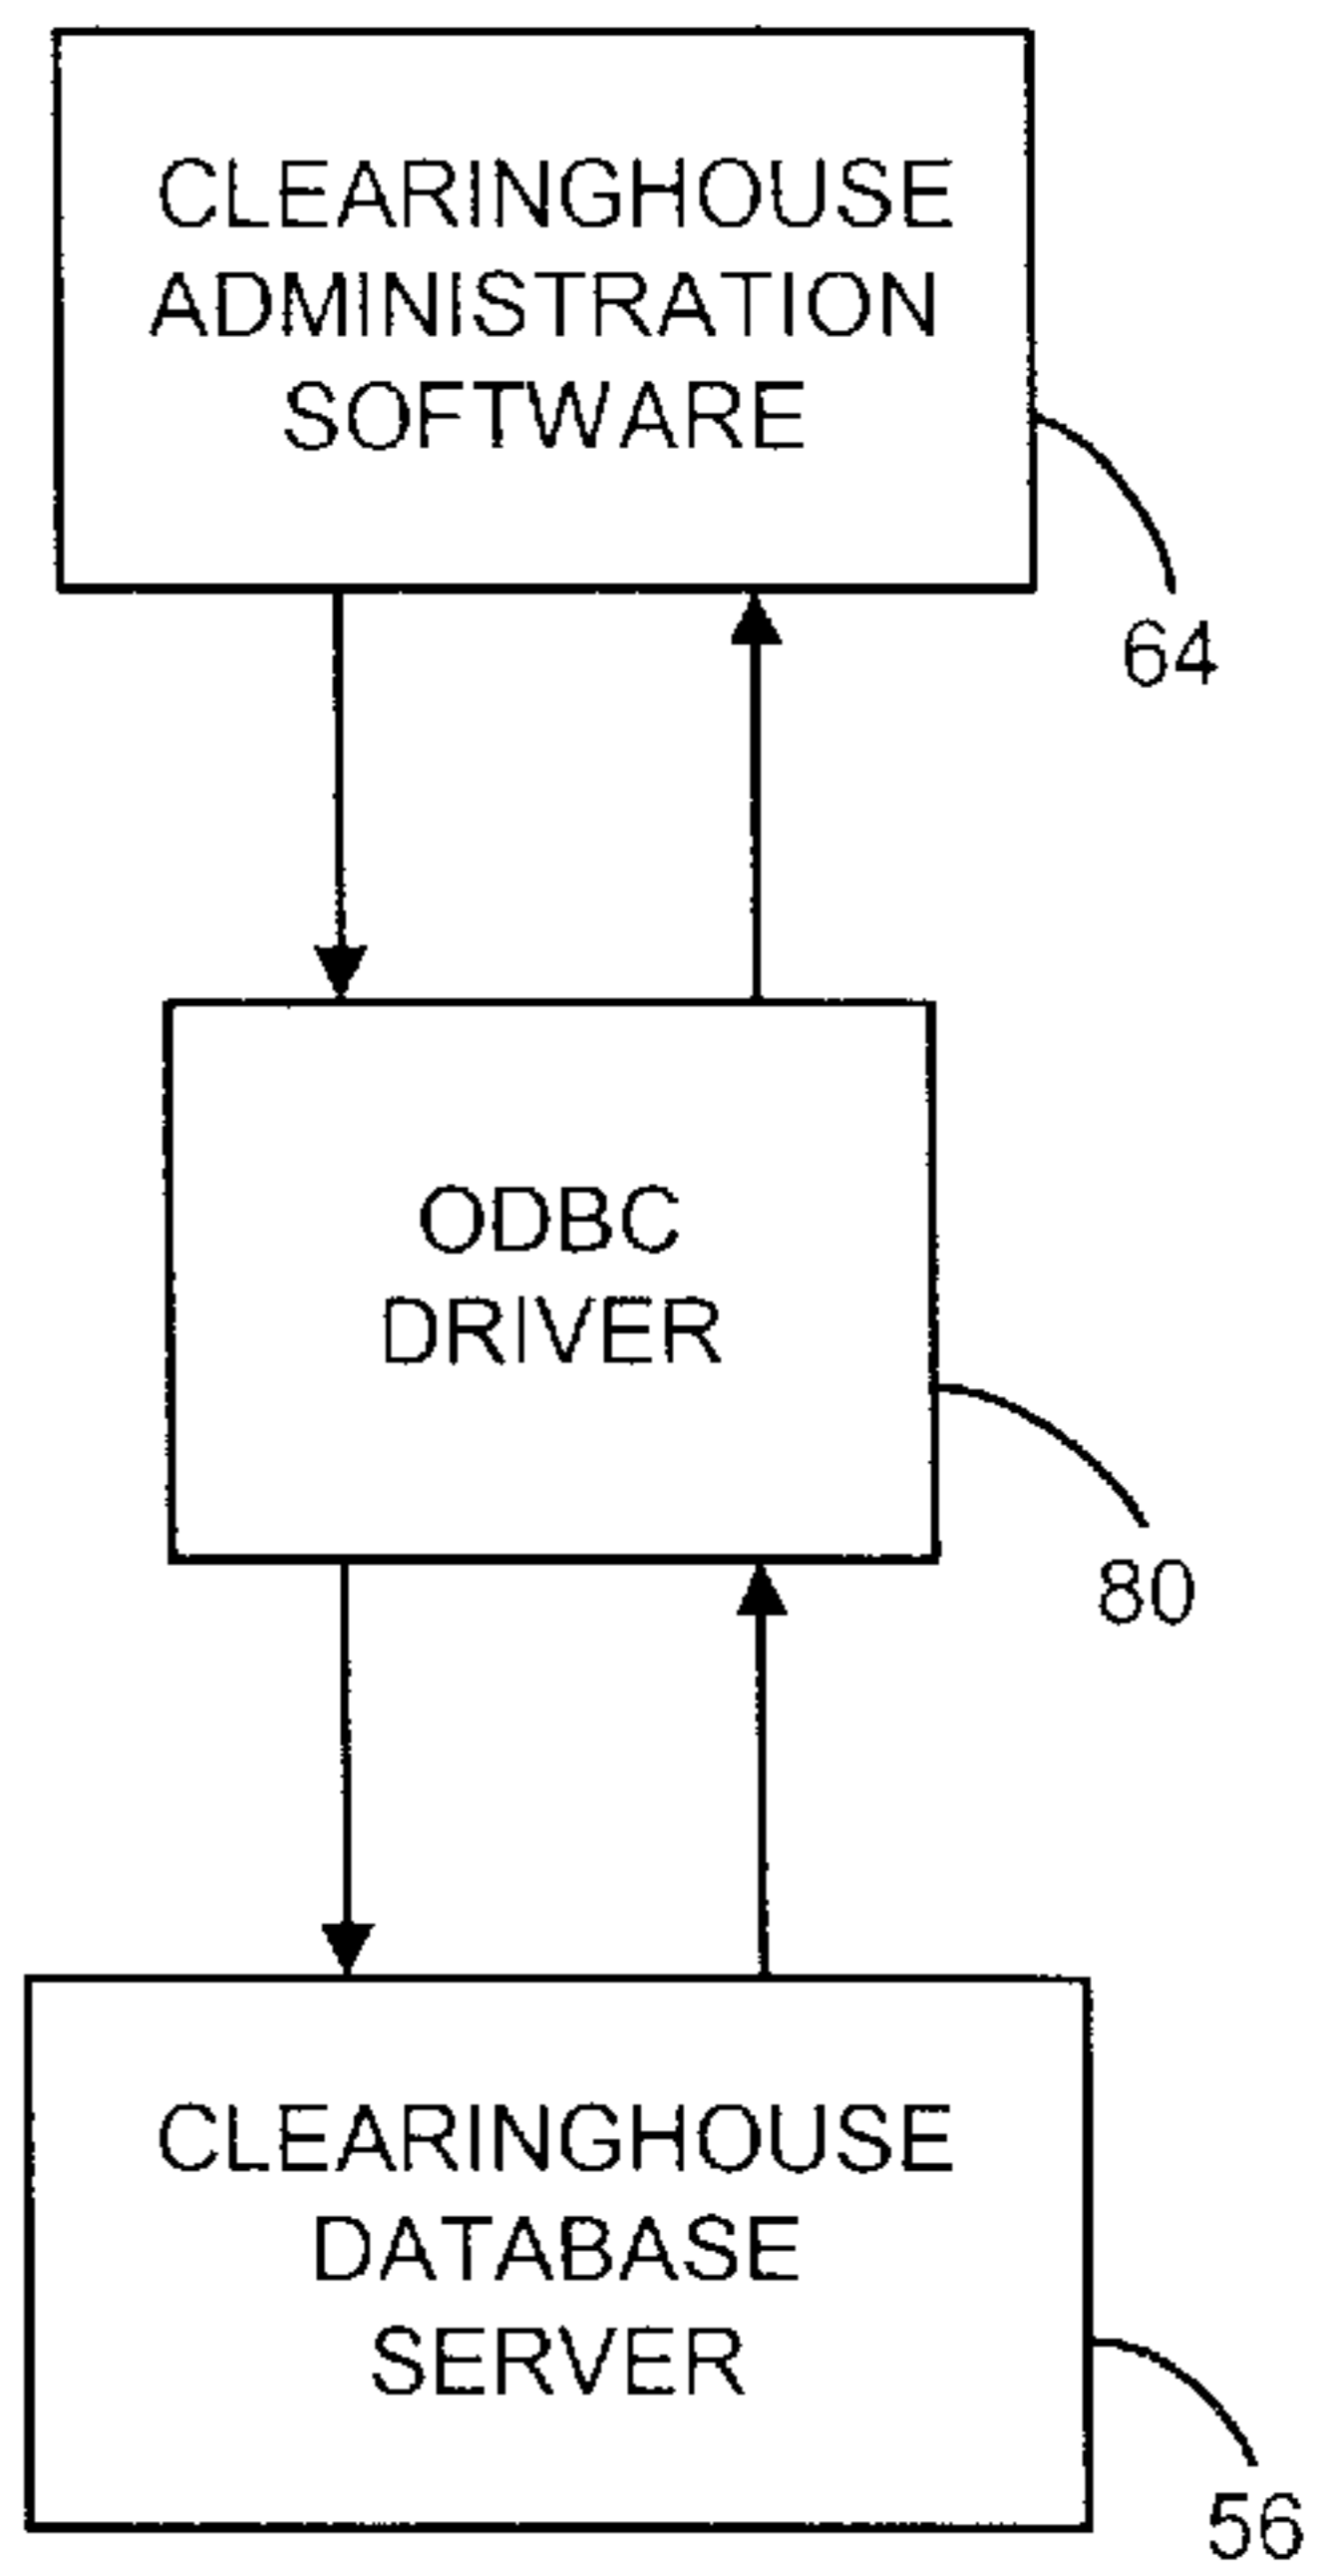 CLEARINGHOUSE
ADMINISTRATION
SOFTWARE
64
ODBC
DRIVER
80
CLEARINGHOUSE
DATABASE
SERVER
56